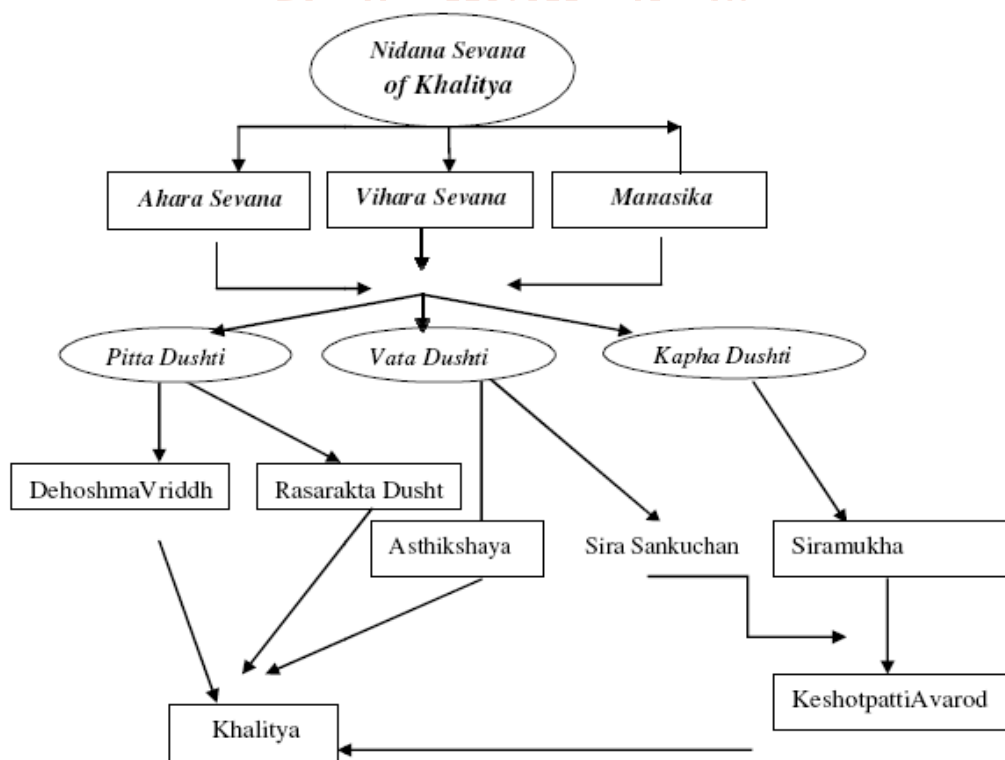 Nidana Sevana
of Khalitya
Ahara Sevana
Vihara Sevana
Manasika
Pitta Dushti
Vata Dushti
Kapha Dushti
DehoshmaVriddh
Rasarakta Dusht
Asthikshaya
Sira Sankuchan
Siramukha
KeshotpattiAvarod
Khalitya